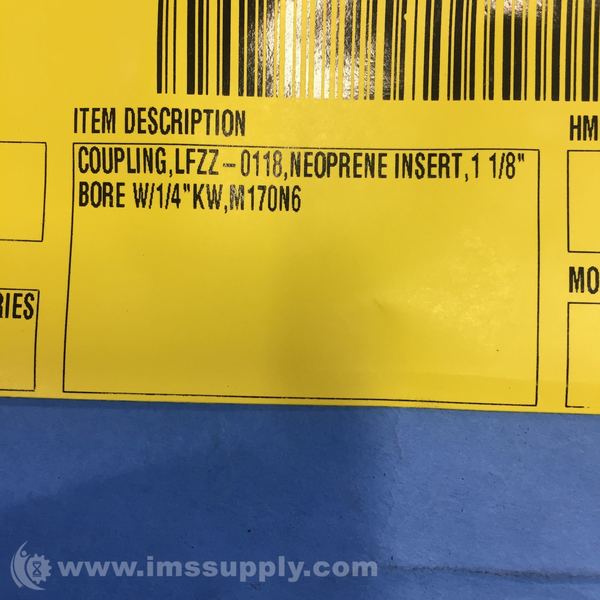 ITEM DESCRIPTION
HM
COUPLING,LFZZ-0118,NEOPRENE INSERT,1 1/8"
BORE W/1/4"KW,M170N6
MO
RIES
www.imssupply.com